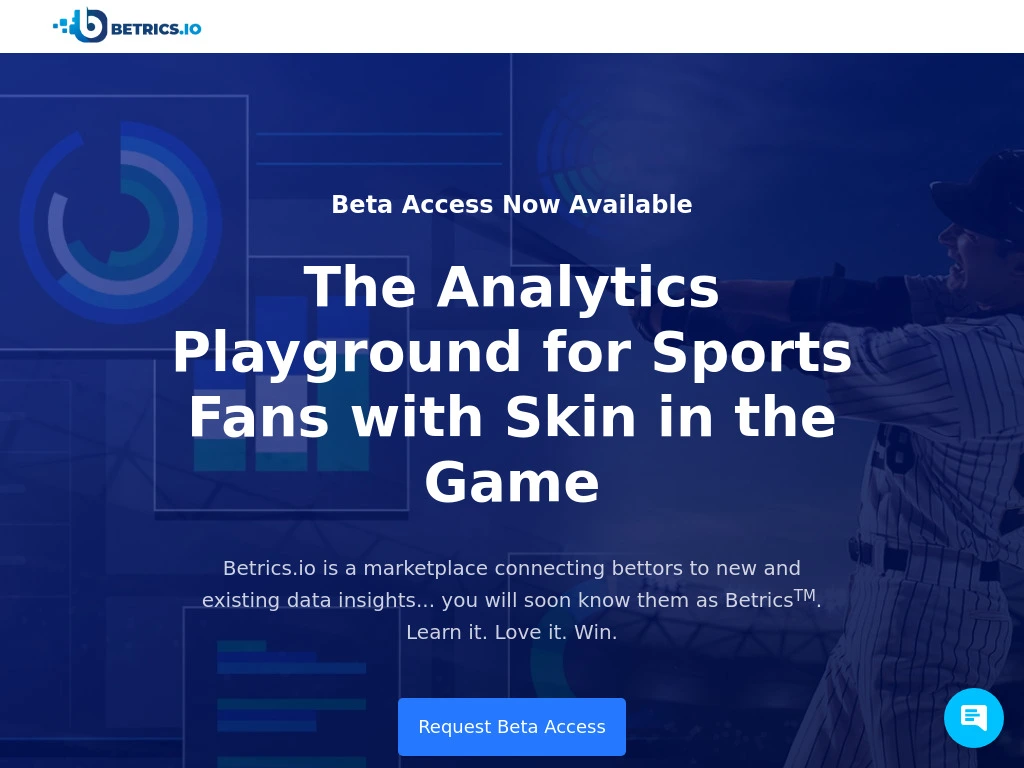 BETRICS.IO
Beta Access Now Available
The Analytics
Playground for Sports
Fans with Skin in the
Game
Betrics.io is a marketplace connecting bettors to new and
existing data insights... you will soon know them as Betrics™.
Learn it. Love it. Win.
Request Beta Access